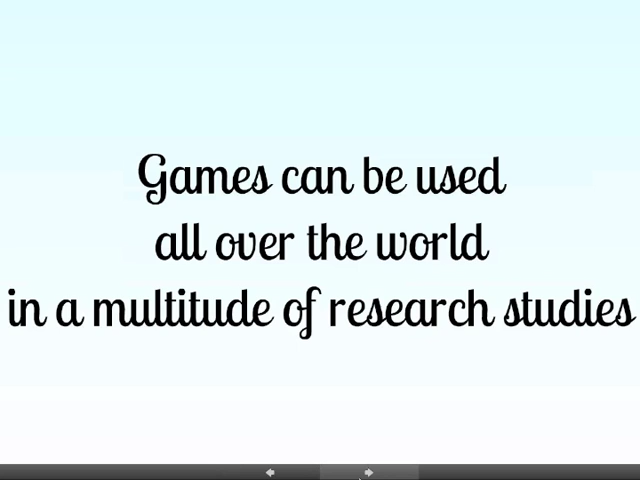 Games can be used
all over the world
in a multitude of research studies